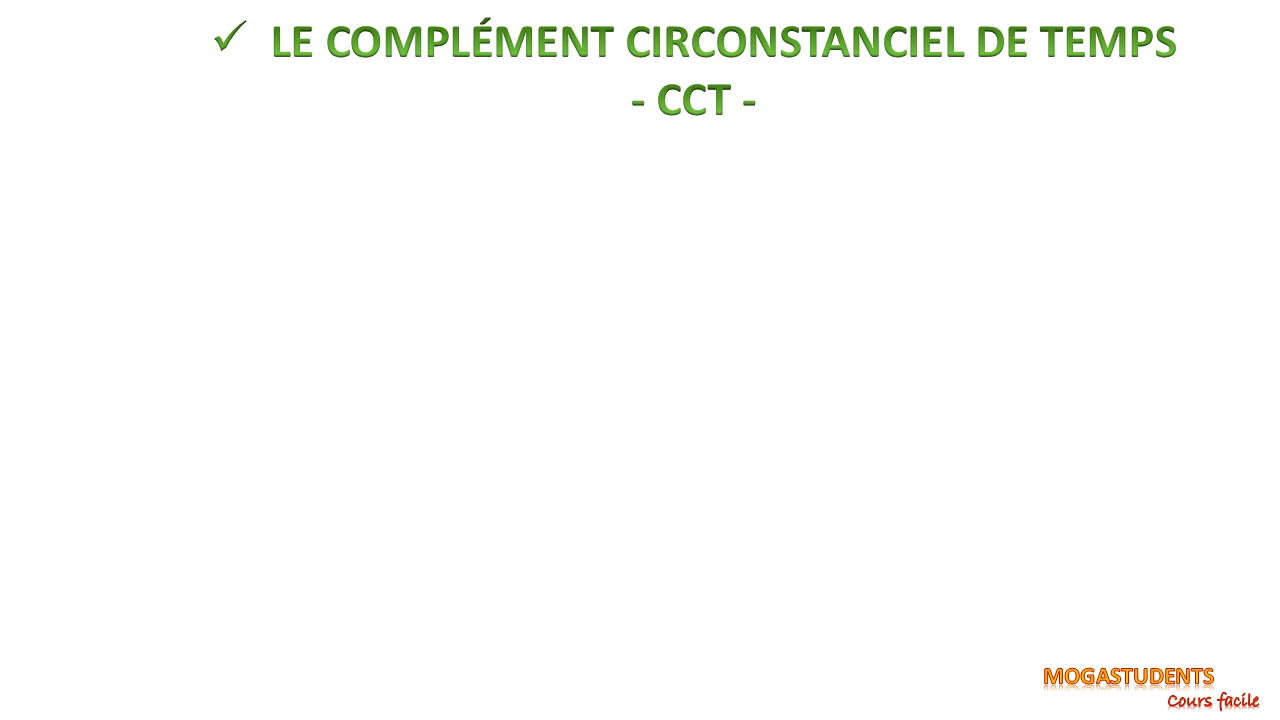 ✓ LE COMPLÉMENT CIRCONSTANCIEL DE TEMPS
- CCT -
MOGASTUDENTS
Cours facile